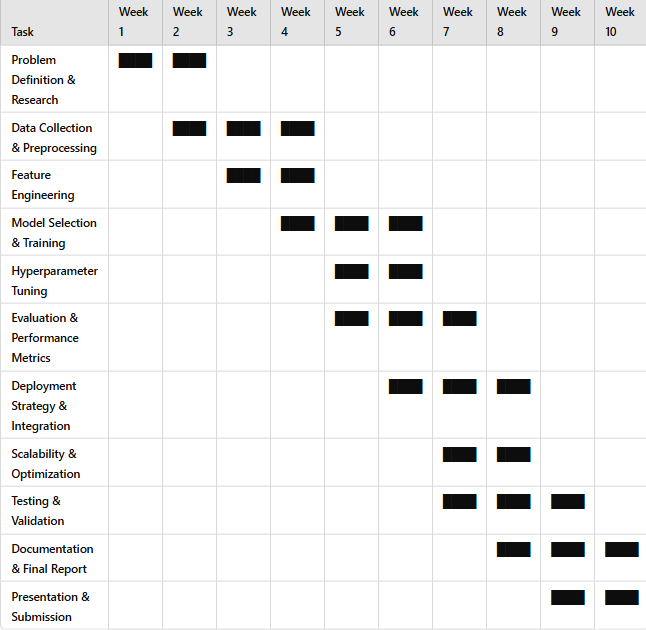 Task
Week 1
Week 2
Week 3
Week 4
Week 5
Week 6
Week 7
Week 8
Week 9
Week 10
Problem
Definition &
Research
Data Collection
& Preprocessing
Feature
Engineering
Model Selection
& Training
Hyperparameter
Tuning
Evaluation &
Performance
Metrics
Deployment
Strategy &
Integration
Scalability &
Optimization
Testing &
Validation
Documentation
& Final Report
Presentation &
Submission